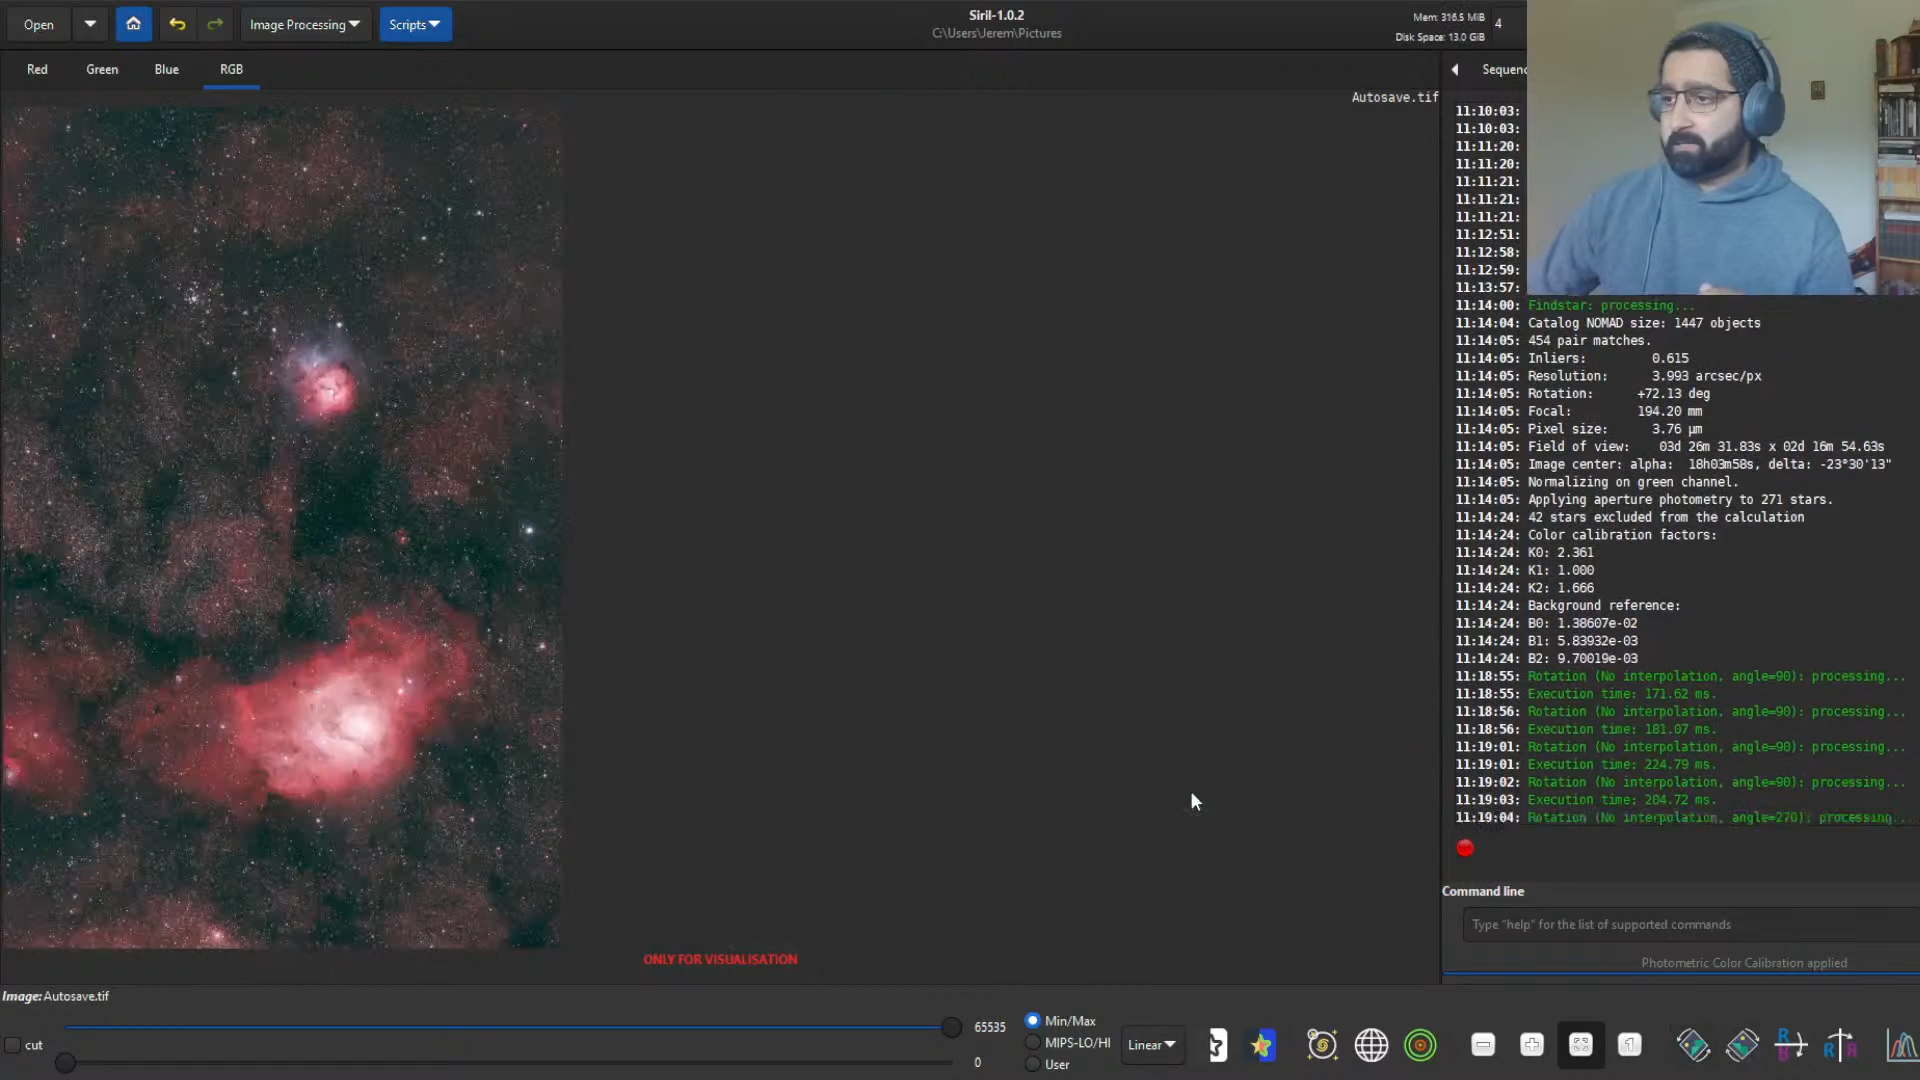 Open
Image Processing
Scripts
Siril-1.0.2
C:\Users\Jerem\Pictures
Mem: 316.5 MiB
Disk Space: 13.0 GiB
4
Red
Green
Blue
RGB
Sequenc
Autosave.tif
11:10:03:
11:10:03:
11:11:20:
11:11:20:
11:11:21:
11:11:21:
11:11:21:
11:12:51:
11:12:58:
11:12:59:
11:13:57:
11:14:00: Findstar: processing...
11:14:04: Catalog NOMAD size: 1447 objects
11:14:05: 454 pair matches.
11:14:05: Inliers: 0.615
11:14:05: Resolution: 3.993 arcsec/px
11:14:05: Rotation: +72.13 deg
11:14:05: Focal: 194.20 mm
11:14:05: Pixel size: 3.76 µm
11:14:05: Field of view: 03d 26m 31.83s x 02d 16m 54.63s
11:14:05: Image center: alpha: 18h03m58s, delta: -23°30'13"
11:14:05: Normalizing on green channel.
11:14:05: Applying aperture photometry to 271 stars.
11:14:24: 42 stars excluded from the calculation
11:14:24: Color calibration factors:
11:14:24: K0: 2.361
11:14:24: K1: 1.000
11:14:24: K2: 1.666
11:14:24: Background reference:
11:14:24: B0: 1.38607e-02
11:14:24: B1: 5.83932e-03
11:14:24: B2: 9.70019e-03
11:18:55: Rotation (No interpolation, angle=90): processing...
11:18:55: Execution time: 171.62 ms.
11:18:56: Rotation (No interpolation, angle=90): processing...
11:18:56: Execution time: 181.07 ms.
11:19:01: Rotation (No interpolation, angle=90): processing...
11:19:01: Execution time: 224.79 ms.
11:19:02: Rotation (No interpolation, angle=90): processing...
11:19:03: Execution time: 204.72 ms.
11:19:04: Rotation (No interpolation, angle=270): processing...
Command line
Type "help" for the list of supported commands
Photometric Color Calibration applied
ONLY FOR VISUALISATION
Image: Autosave.tif
cut
65535
0
Min/Max
MIPS-LO/HI
User
Linear